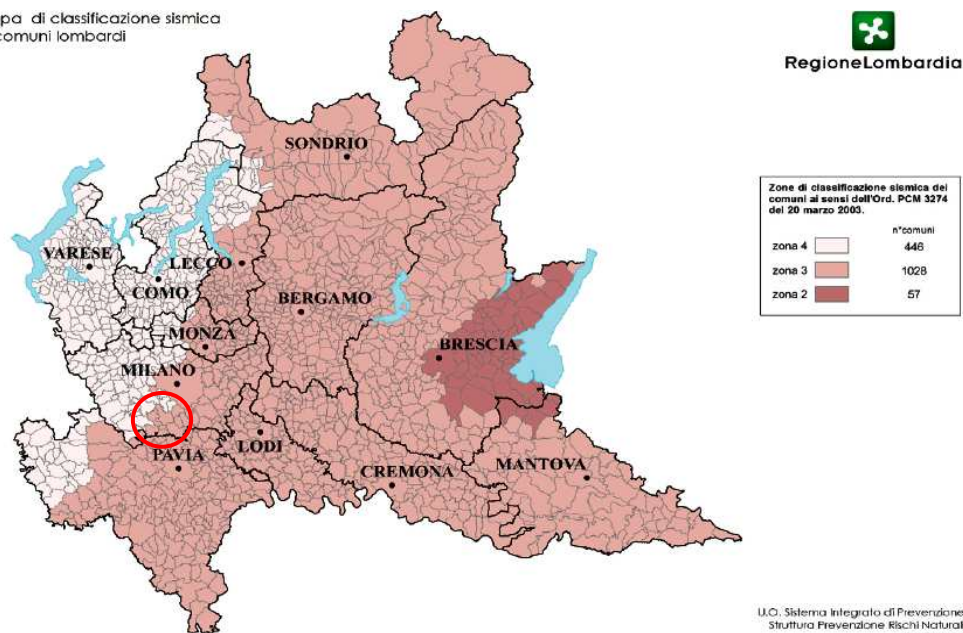 pa di classificazione sismica
comuni lombardi
RegioneLombardia
SONDRIO
VARESE
LECCO
COMO
BERGAMO
MONZA
BRESCIA
MILANO
LODI
PAVIA
CREMONA
MANTOVA
Zone di classificazione sismica dei
comuni ai sensi dell'Ord. PCM 3274
del 20 marzo 2003.
n°comuni
zona 4 446
zona 3 1028
zona 2 57
U.O. Sistema Integrato di Prevenzione
Struttura Prevenzione Rischi Natural